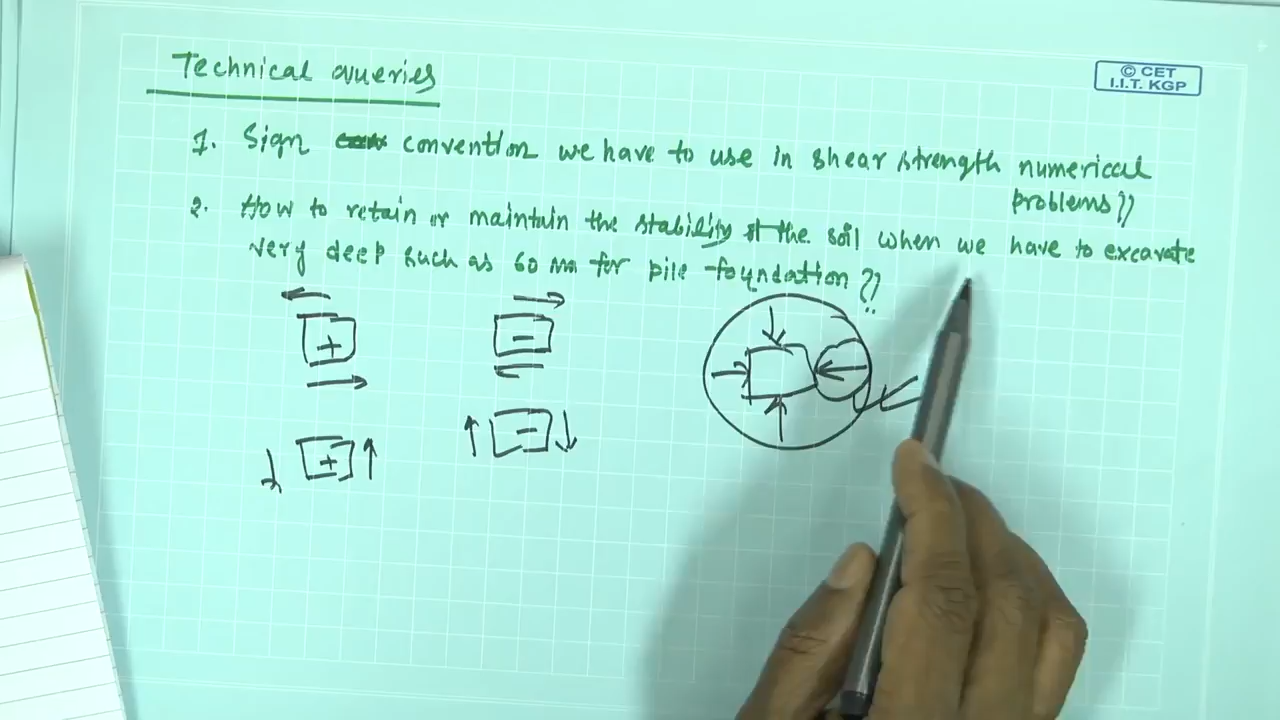 Technical queries
© CET
I.I.T. KGP
1. Sign convention we have to use in shear strength numerical
problems??
2. How to retain or maintain the stability of the soil when we have to excavate
very deep such as 60 m for pile foundation??
+
-
+
-